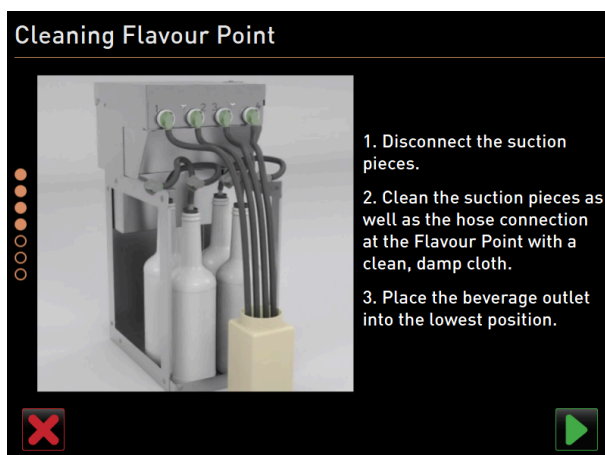 Cleaning Flavour Point
1. Disconnect the suction
pieces.
2. Clean the suction pieces as
well as the hose connection
at the Flavour Point with a
clean, damp cloth.
3. Place the beverage outlet
into the lowest position.